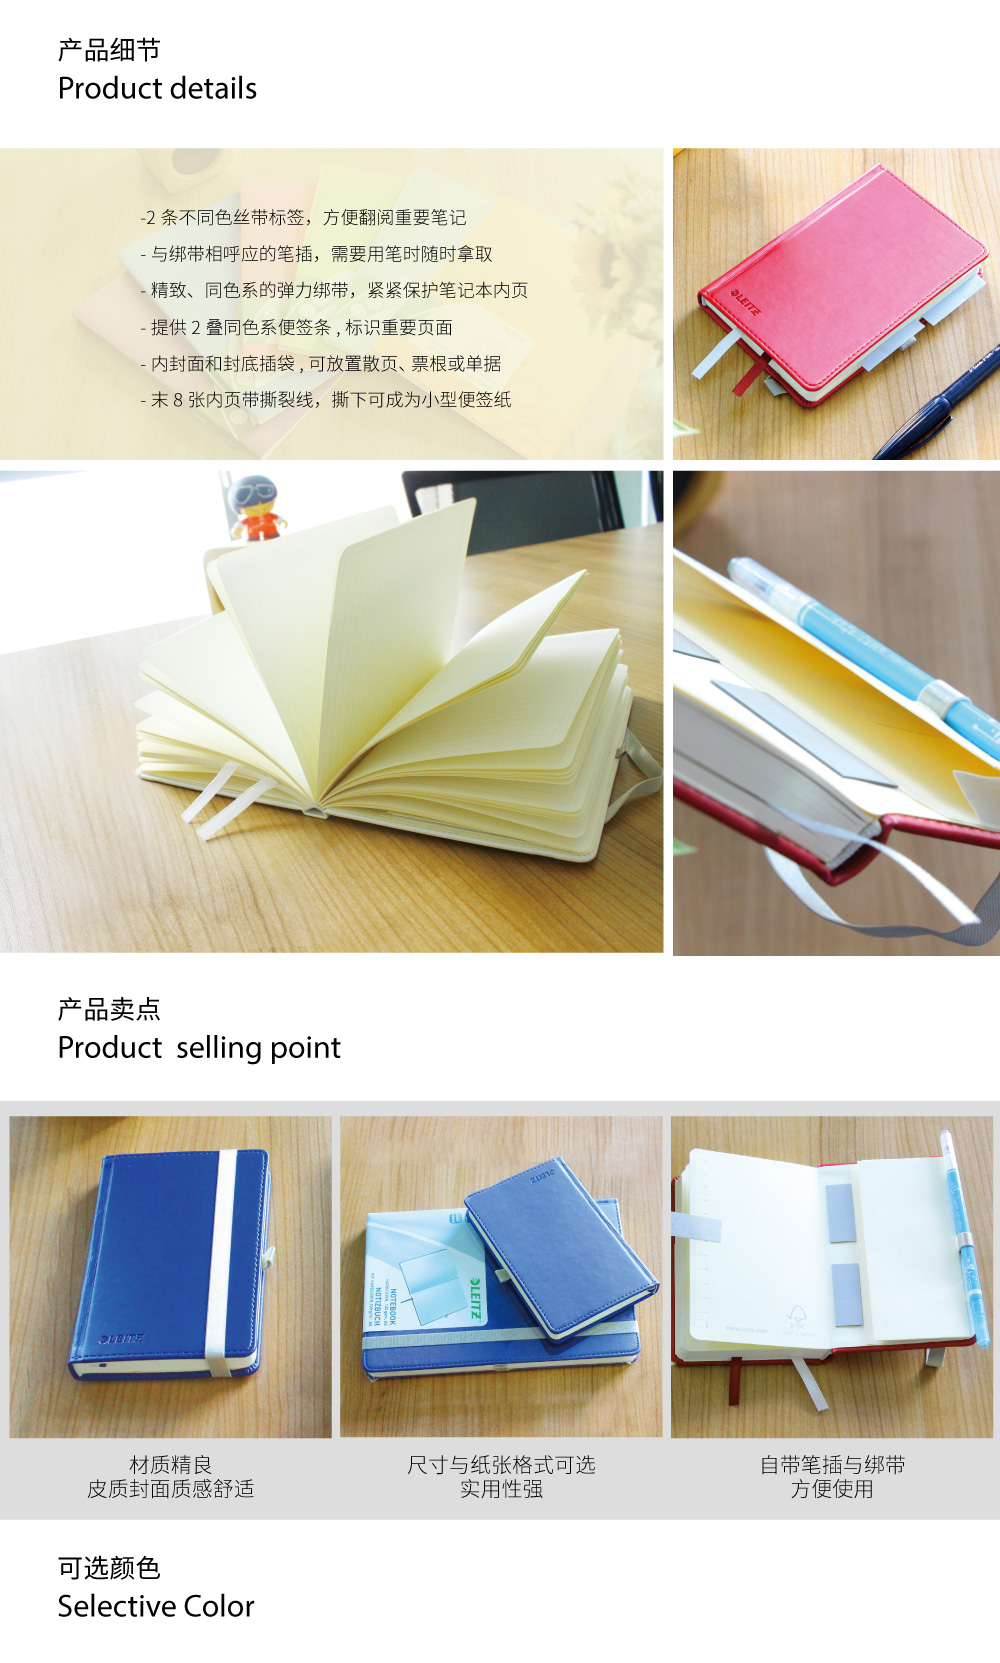 产品细节
Product details
-2 条不同色丝带标签，方便翻阅重要笔记
- 与绑带相呼应的笔插，需要用笔时随时拿取
- 精致、同色系的弹力绑带，紧紧保护笔记本内页
- 提供 2 叠同色系便签条 , 标识重要页面
- 内封面和封底插袋 , 可放置散页、票根或单据
- 末 8 张内页带撕裂线，撕下可成为小型便签纸
LEITZ
产品卖点
Product selling point
LEITZ
LEITZ
LEITZ
NOTEBOOK
NOTIZBUCH
材质精良
皮质封面质感舒适
尺寸与纸张格式可选
实用性强
自带笔插与绑带
方便使用
可选颜色
Selective Color